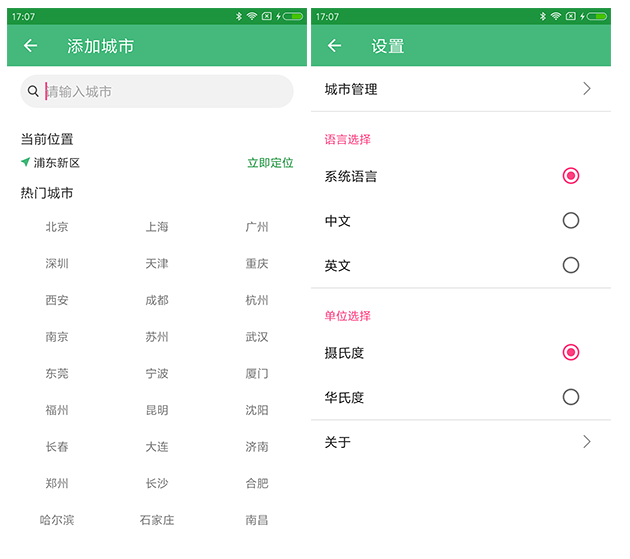 17:07
添加城市
请输入城市
当前位置
浦东新区 立即定位
热门城市
北京 上海 广州
深圳 天津 重庆
西安 成都 杭州
南京 苏州 武汉
东莞 宁波 厦门
福州 昆明 沈阳
长春 大连 济南
郑州 长沙 合肥
哈尔滨 石家庄 南昌
17:07
设置
城市管理
语言选择
系统语言
中文
英文
单位选择
摄氏度
华氏度
关于